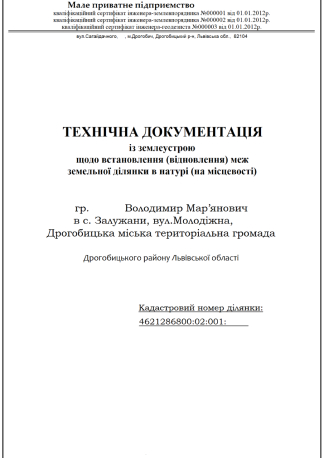 Мале приватне підприємство
кваліфікаційний сертифікат інженера-землевпорядника №000001 від 01.01.2012р.
кваліфікаційний сертифікат інженера-землевпорядника №000002 від 01.01.2012р.
кваліфікаційний сертифікат інженера-геодезиста №000003 від 01.01.2012р.
вул.Сагайдачного, , м.Дрогобич, Дрогобицький р-н, Львівська обл., 82104
ТЕХНІЧНА ДОКУМЕНТАЦІЯ
із землеустрою
щодо встановлення (відновлення) меж
земельної ділянки в натурі (на місцевості)
гр. Володимир Мар'янович
в с. Залужани, вул.Молодіжна,
Дрогобицька міська територіальна громада
Дрогобицького району Львівської області
Кадастровий номер ділянки:
4621286800:02:001: